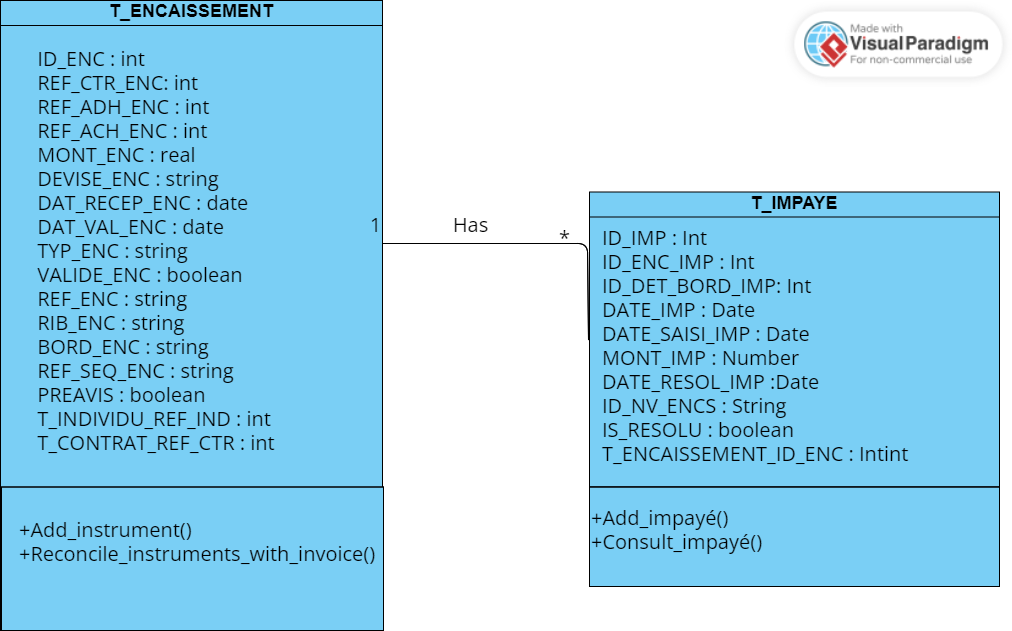 T_ENCAISSEMENT
ID_ENC : int
REF_CTR_ENC: int
REF_ADH_ENC : int
REF_ACH_ENC : int
MONT_ENC : real
DEVISE_ENC : string
DAT_RECEP_ENC : date
DAT_VAL_ENC : date
TYP_ENC : string
VALIDE_ENC : boolean
REF_ENC : string
RIB_ENC : string
BORD_ENC : string
REF_SEQ_ENC : string
PREAVIS : boolean
T_INDIVIDU_REF_IND : int
T_CONTRAT_REF_CTR : int
+Add_instrument()
+Reconcile_instruments_with_invoice()
1
Has
*
T_IMPAYE
ID_IMP : Int
ID_ENC_IMP : Int
ID_DET_BORD_IMP: Int
DATE_IMP : Date
DATE_SAISI_IMP : Date
MONT_IMP : Number
DATE_RESOL_IMP :Date
ID_NV_ENCS : String
IS_RESOLU : boolean
T_ENCAISSEMENT_ID_ENC : Intint
+Add_impayé()
+Consult_impayé()
Made with
Visual Paradigm
For non-commercial use